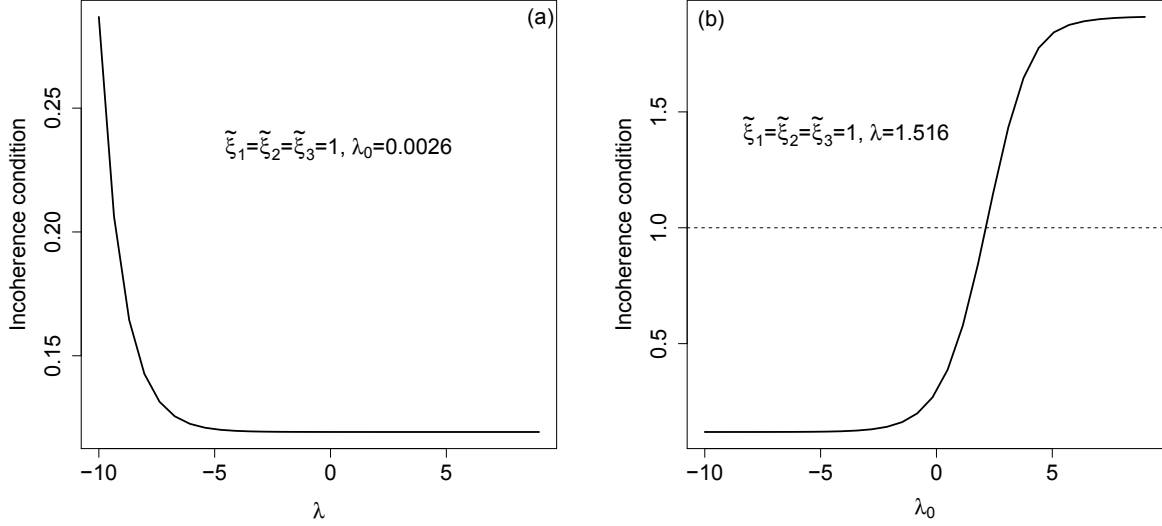 (a)
Incoherence condition
0.25
0.20
0.15
ξ̃₁=ξ̃₂=ξ̃₃=1, λ₀=0.0026
−10 −5 0 5
λ
(b)
Incoherence condition
1.5
1.0
0.5
ξ̃₁=ξ̃₂=ξ̃₃=1, λ=1.516
−10 −5 0 5
λ₀